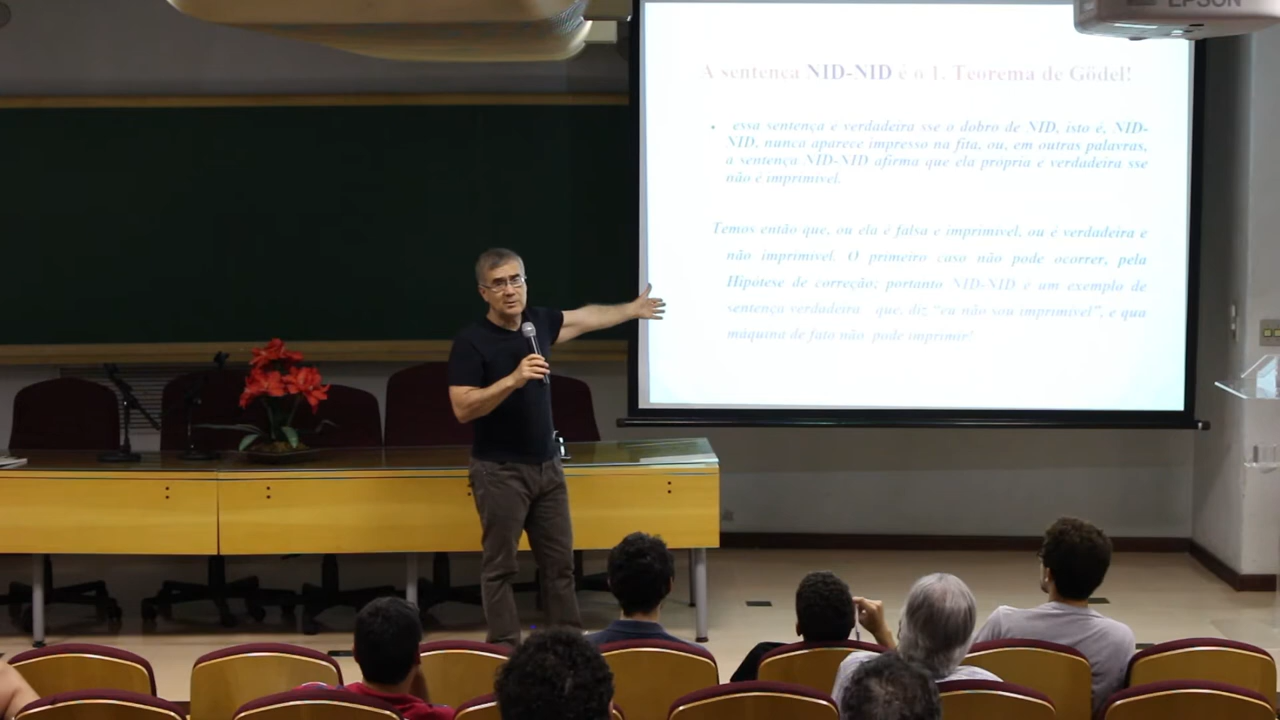 EPSON
A sentença NID-NID é o 1. Teorema de Gödel!
• essa sentença é verdadeira sse o dobro de NID, isto é, NID-
NID, nunca aparece impresso na fita, ou, em outras palavras,
a sentença NID-NID afirma que ela própria é verdadeira sse
não é imprimível.
Temos então que, ou ela é falsa e imprimível, ou é verdadeira e
não imprimível. O primeiro caso não pode ocorrer, pela
Hipótese de correção; portanto NID-NID é um exemplo de
sentença verdadeira que, diz "eu não sou imprimível", e qua
máquina de fato não pode imprimir!